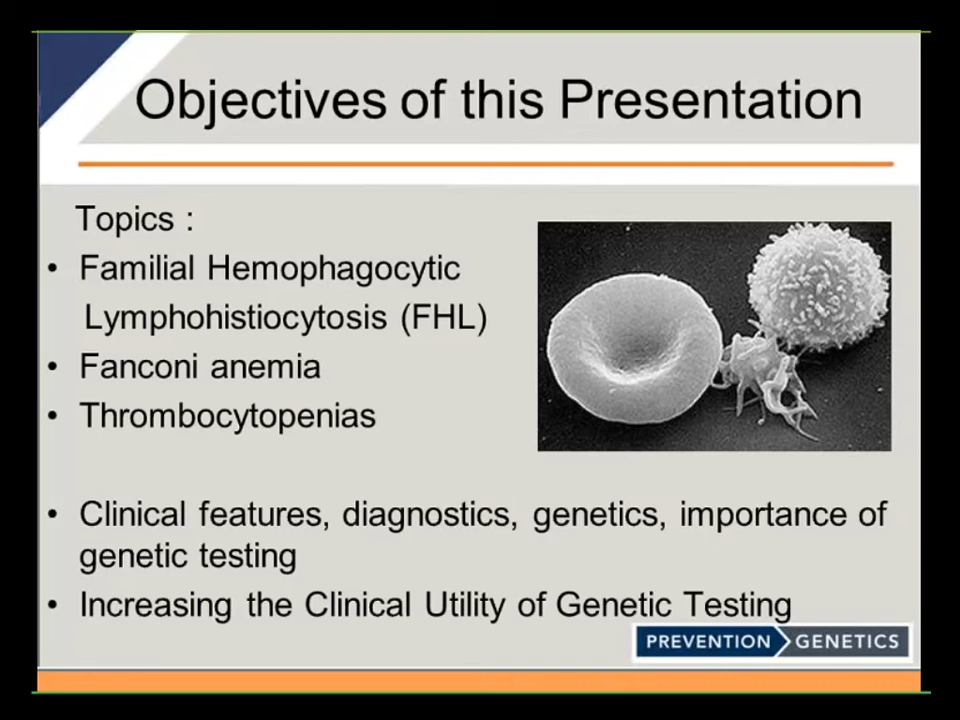 Objectives of this Presentation
Topics :
• Familial Hemophagocytic
Lymphohistiocytosis (FHL)
• Fanconi anemia
• Thrombocytopenias
• Clinical features, diagnostics, genetics, importance of
genetic testing
• Increasing the Clinical Utility of Genetic Testing
PREVENTION GENETICS